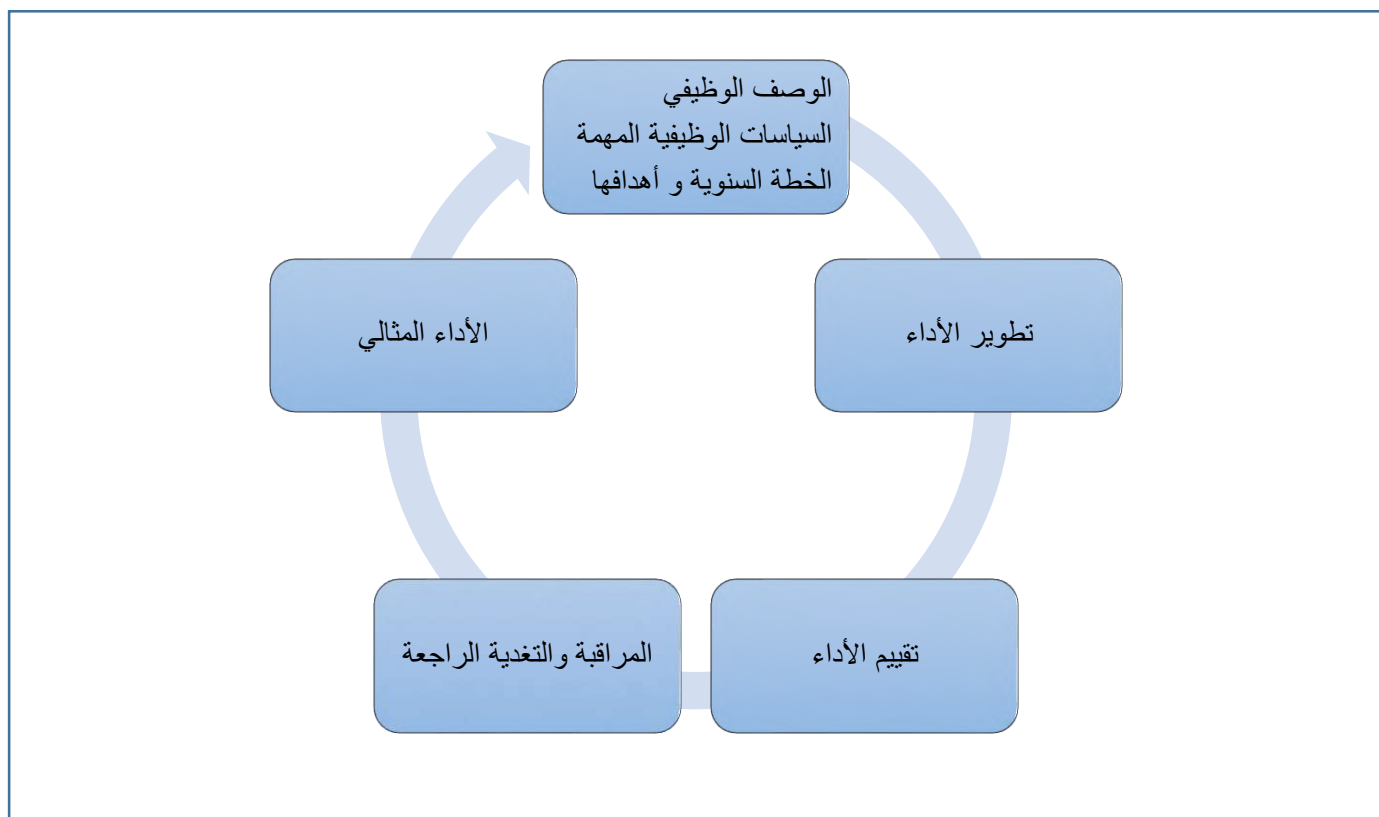 الوصف الوظيفي
السياسات الوظيفية المهمة
الخطة السنوية و أهدافها
تطوير الأداء
تقييم الأداء
المراقبة والتغدية الراجعة
الأداء المثالي